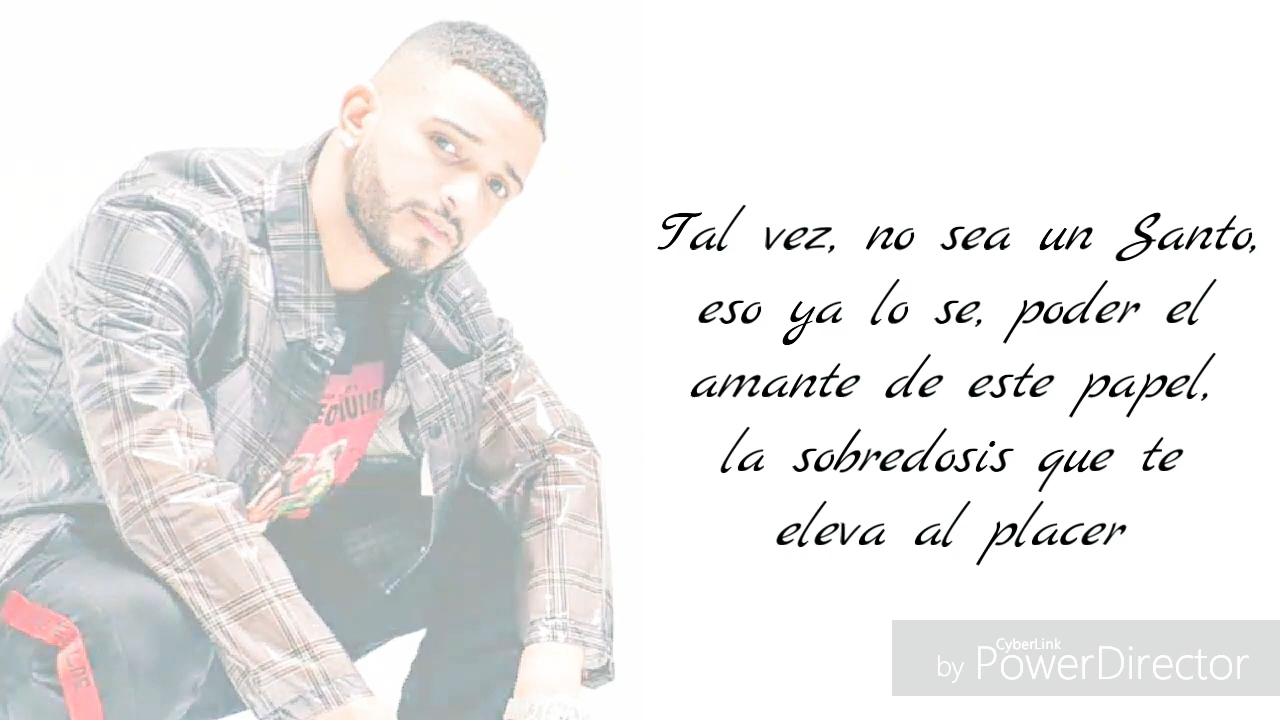 Tal vez, no sea un Santo,
eso ya lo se, poder el
amante de este papel,
la sobredosis que te
eleva al placer
CyberLink
by PowerDirector